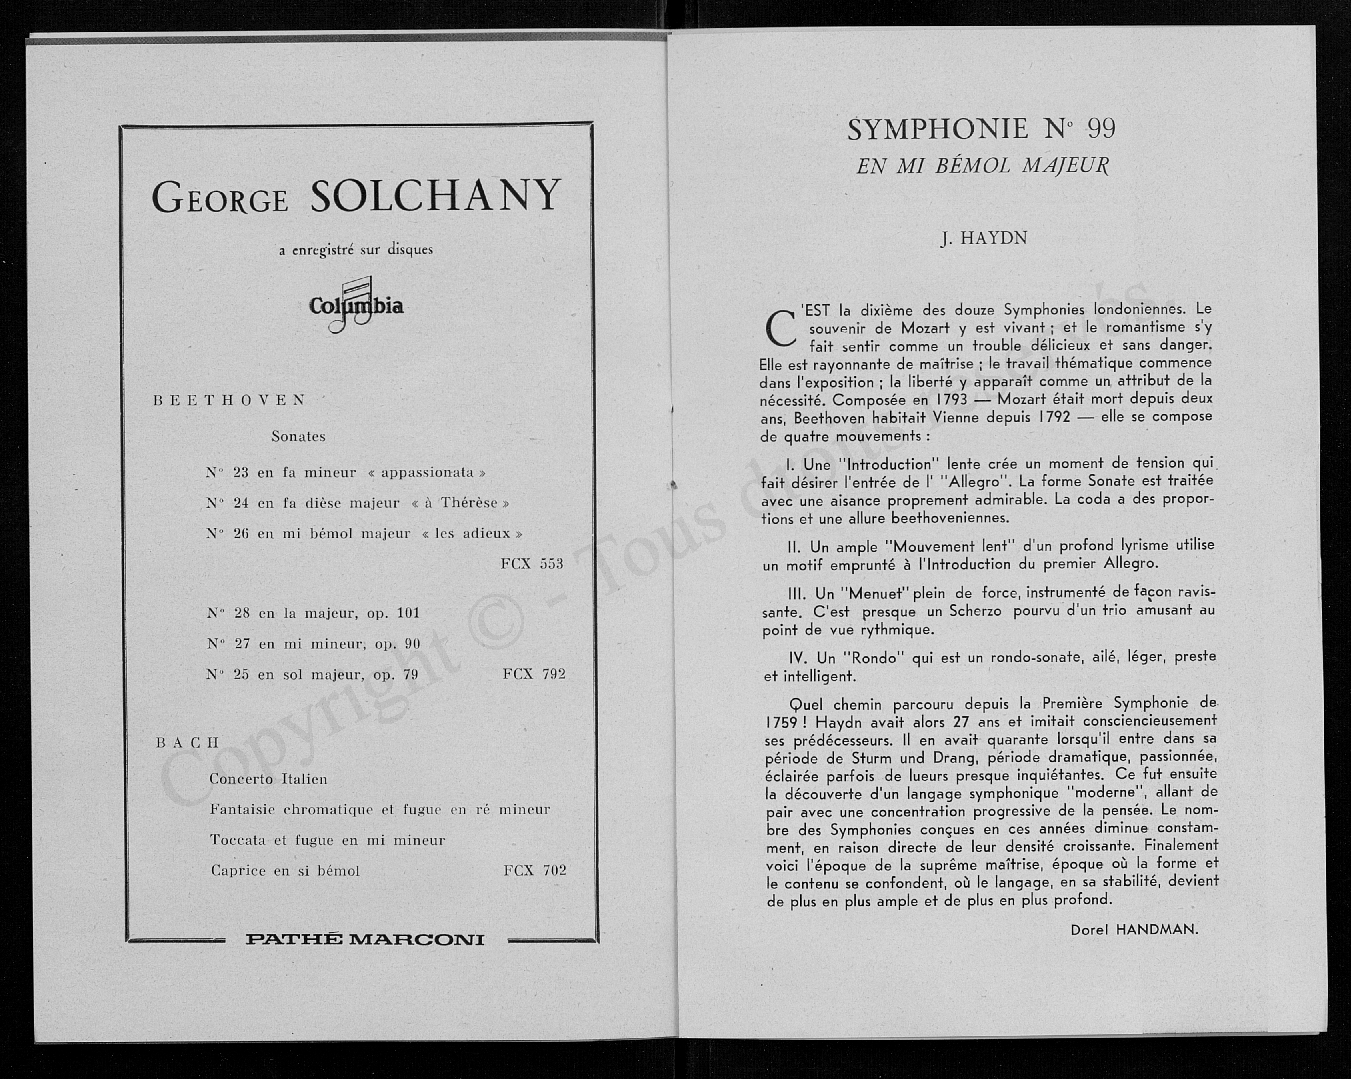 GEORGE SOLCHANY
a enregistré sur disques
Columbia
BEETHOVEN
Sonates
N° 23 en fa mineur « appassionata »
N° 24 en fa dièse majeur « à Thérèse »
N° 26 en mi bémol majeur « les adieux »
FCX 553
N° 28 en la majeur, op. 101
N° 27 en mi mineur, op. 90
N° 25 en sol majeur, op. 79 FCX 792
BACH
Concerto Italien
Fantaisie chromatique et fugue en ré mineur
Toccata et fugue en mi mineur
Caprice en si bémol FCX 702
PATHÉ MARCONI
SYMPHONIE N° 99
EN MI BÉMOL MAJEUR
J. HAYDN
C'EST la dixième des douze Symphonies londoniennes. Le
souvenir de Mozart y est vivant ; et le romantisme s'y
fait sentir comme un trouble délicieux et sans danger.
Elle est rayonnante de maîtrise ; le travail thématique commence
dans l'exposition ; la liberté y apparaît comme un attribut de la
nécessité. Composée en 1793 — Mozart était mort depuis deux
ans, Beethoven habitait Vienne depuis 1792 — elle se compose
de quatre mouvements :
I. Une "Introduction" lente crée un moment de tension qui
fait désirer l'entrée de l' "Allegro". La forme Sonate est traitée
avec une aisance proprement admirable. La coda a des propor-
tions et une allure beethoveniennes.
II. Un ample "Mouvement lent" d'un profond lyrisme utilise
un motif emprunté à l'Introduction du premier Allegro.
III. Un "Menuet" plein de force, instrumenté de façon ravis-
sante. C'est presque un Scherzo pourvu d'un trio amusant au
point de vue rythmique.
IV. Un "Rondo" qui est un rondo-sonate, ailé, léger, preste
et intelligent.
Quel chemin parcouru depuis la Première Symphonie de
1759 ! Haydn avait alors 27 ans et imitait consciencieusement
ses prédécesseurs. Il en avait quarante lorsqu'il entre dans sa
période de Sturm und Drang, période dramatique, passionnée,
éclairée parfois de lueurs presque inquiétantes. Ce fut ensuite
la découverte d'un langage symphonique "moderne", allant de
pair avec une concentration progressive de la pensée. Le nom-
bre des Symphonies conçues en ces années diminue constam-
ment, en raison directe de leur densité croissante. Finalement
voici l'époque de la suprême maîtrise, époque où la forme et
le contenu se confondent, où le langage, en sa stabilité, devient
de plus en plus ample et de plus en plus profond.
Dorel HANDMAN.
Copyright © - Tous droits réservés.